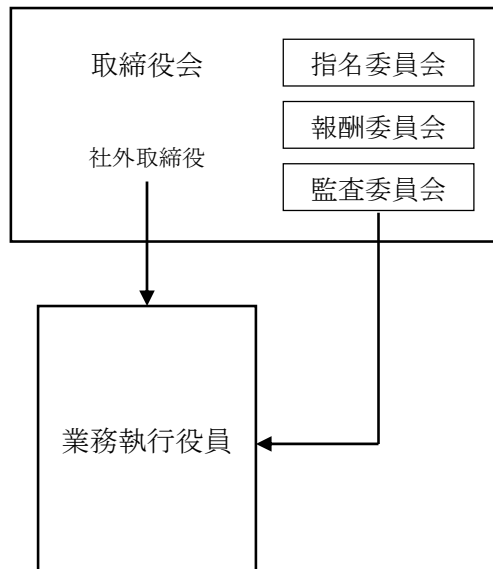 取締役会
社外取締役
指名委員会
報酬委員会
監査委員会
業務執行役員